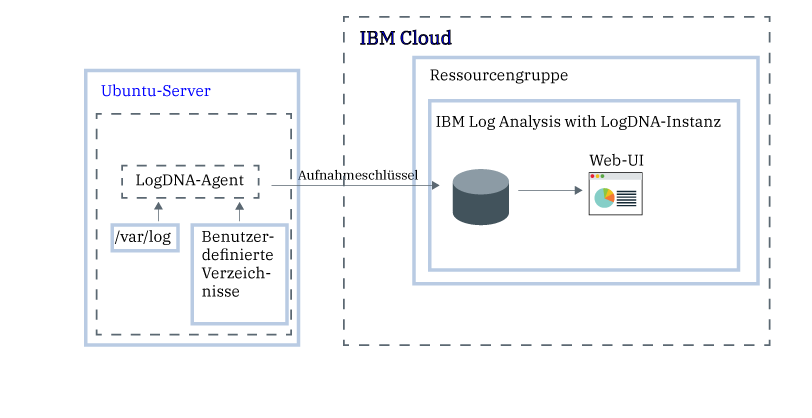 IBM Cloud
Ressourcengruppe
Ubuntu-Server
IBM Log Analysis with LogDNA-Instanz
Web-UI
LogDNA-Agent
Aufnahmeschlüssel
/var/log
Benutzer-
definierte
Verzeich-
nisse